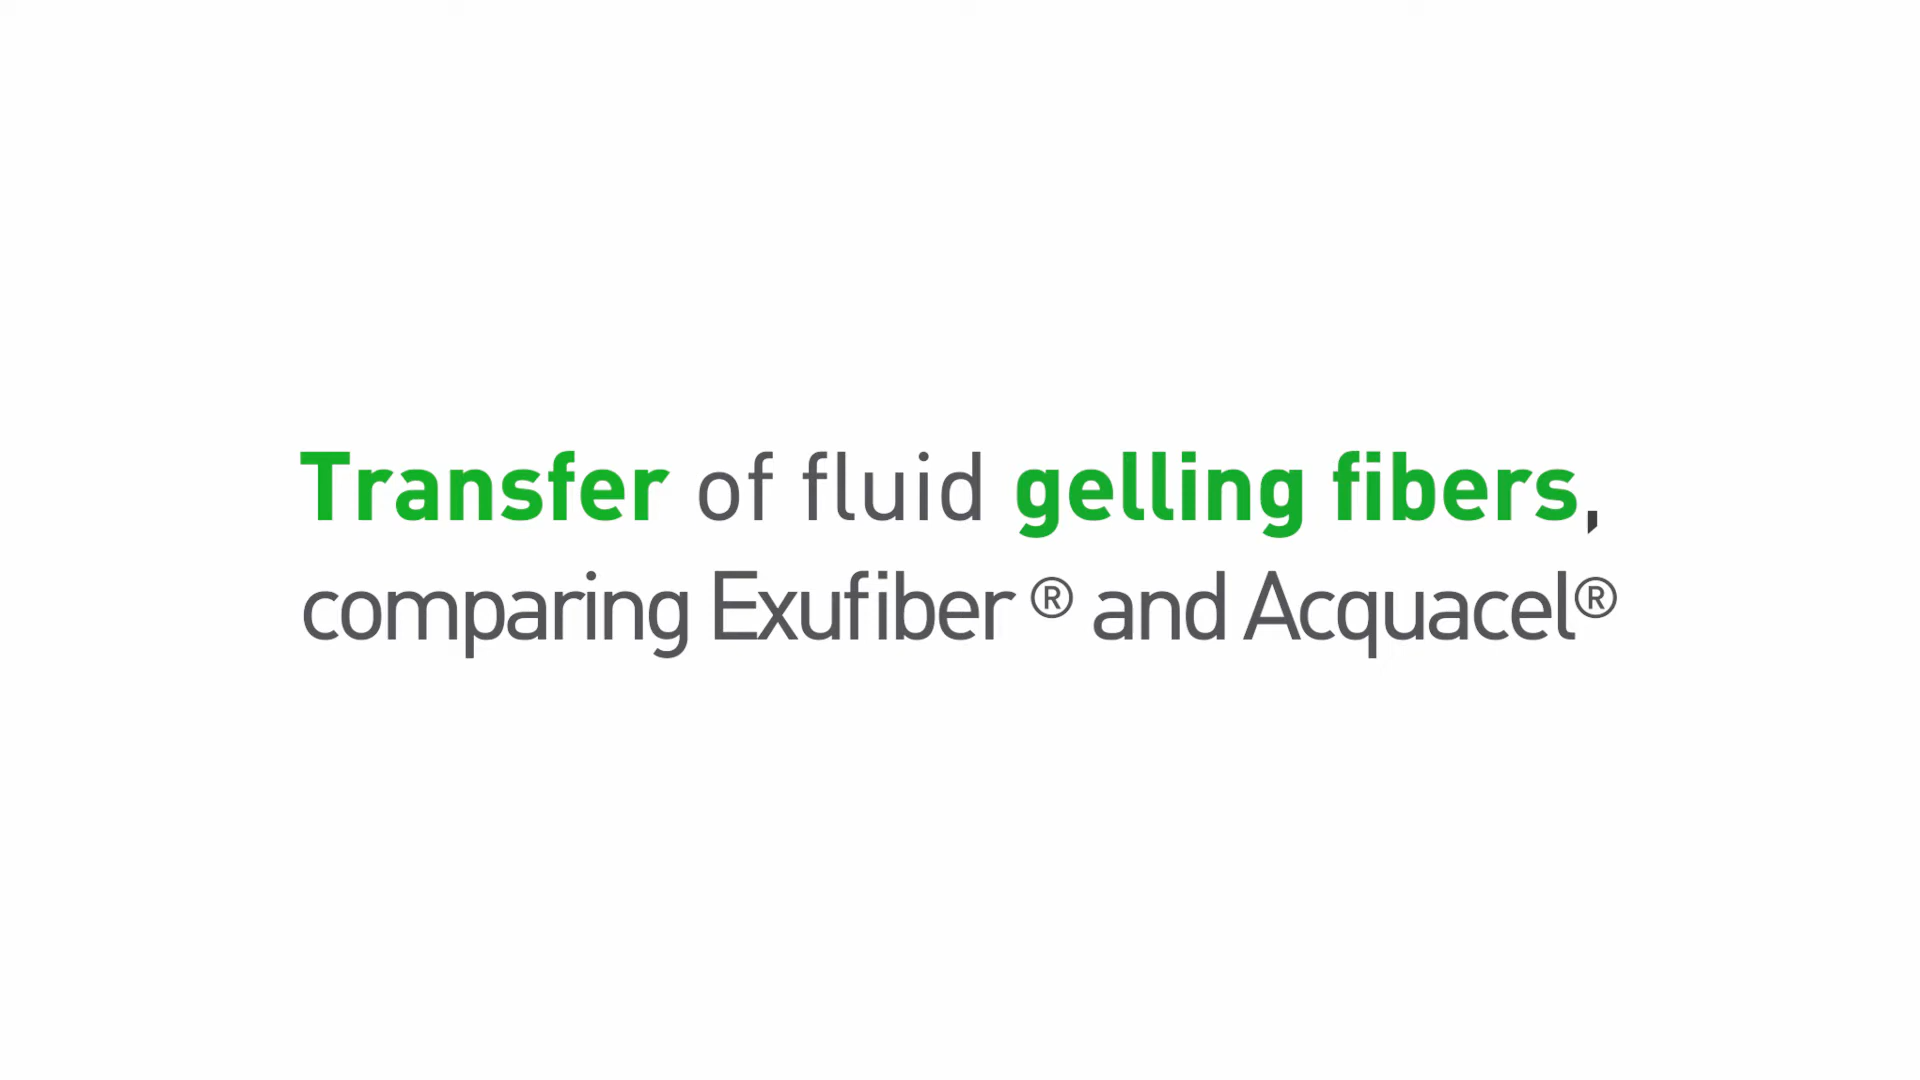 Transfer of fluid gelling fibers,
comparing Exufiber ® and Acquacel®